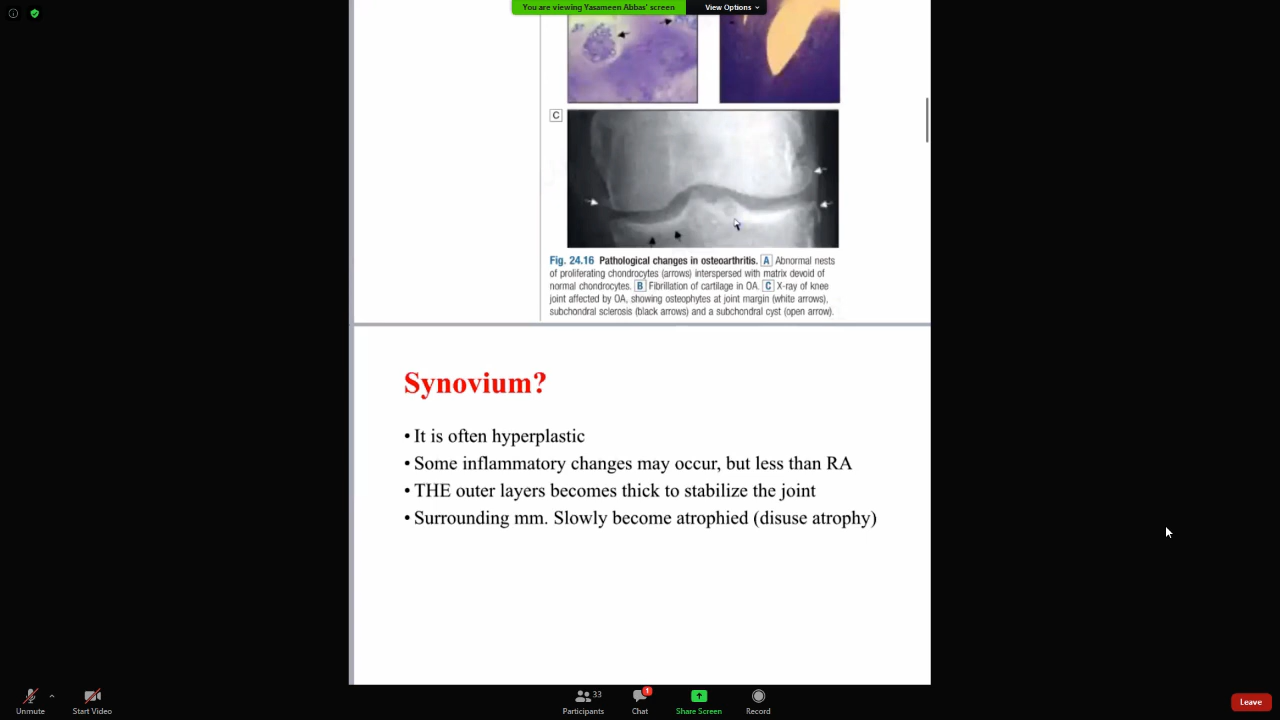 You are viewing Yasameen Abbas' screen
View Options
C
Fig. 24.16 Pathological changes in osteoarthritis. A Abnormal nests
of proliferating chondrocytes (arrows) interspersed with matrix devoid of
normal chondrocytes. B Fibrillation of cartilage in OA. C X-ray of knee
joint affected by OA, showing osteophytes at joint margin (white arrows),
subchondral sclerosis (black arrows) and a subchondral cyst (open arrow).
Synovium?
• It is often hyperplastic
• Some inflammatory changes may occur, but less than RA
• THE outer layers becomes thick to stabilize the joint
• Surrounding mm. Slowly become atrophied (disuse atrophy)
33
1
Unmute
Start Video
Participants
Chat
Share Screen
Record
Leave